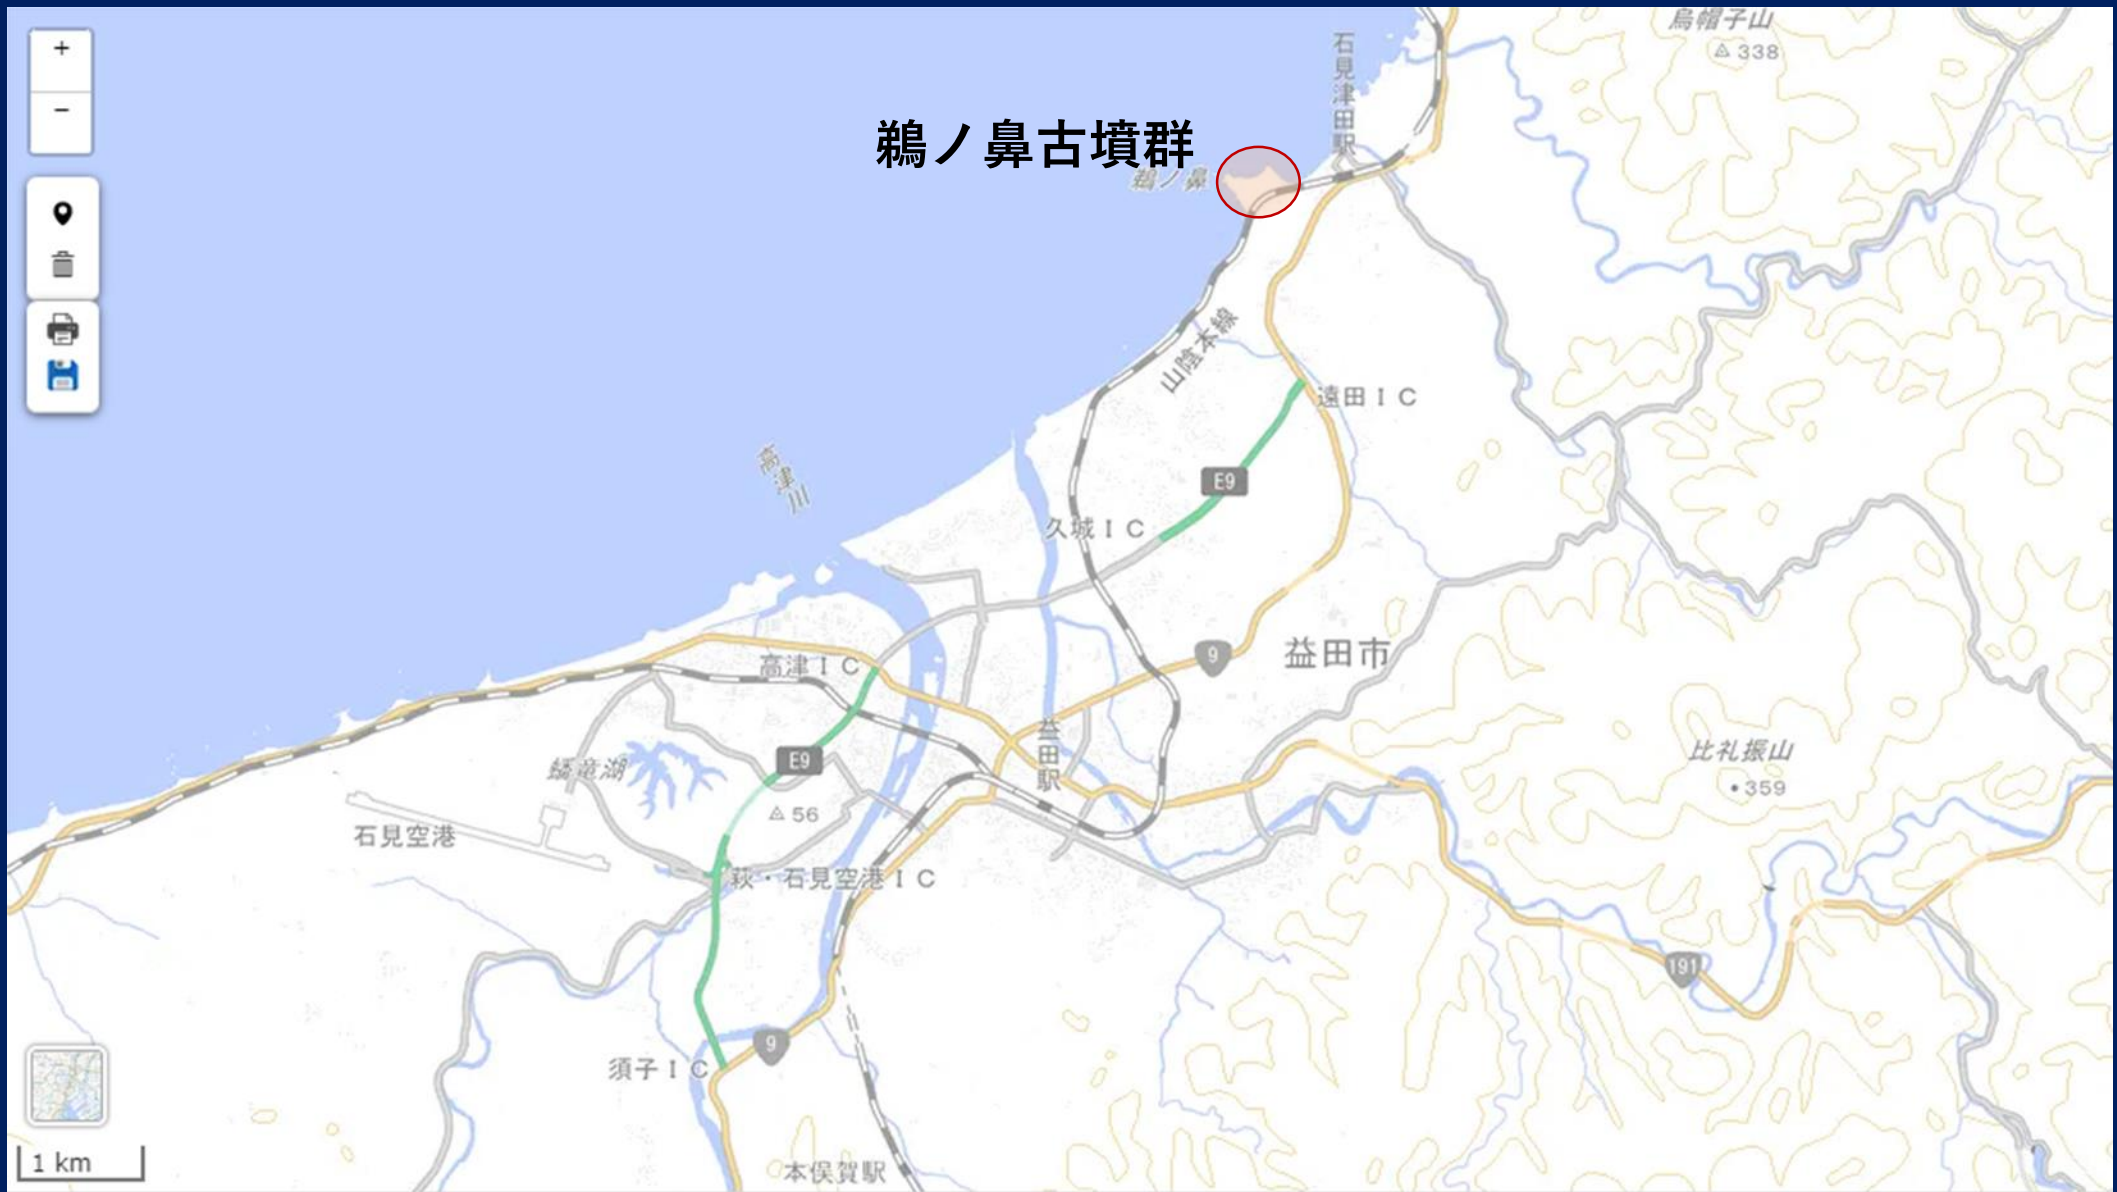 +
−
烏帽子山
338
石見津田駅
鵜ノ鼻古墳群
鵜ノ鼻
山陰本線
遠田ＩＣ
E9
高津川
久城ＩＣ
9
益田市
高津ＩＣ
益田駅
E9
蟠竜湖
比礼振山
359
56
石見空港
萩・石見空港ＩＣ
191
9
須子ＩＣ
1 km
本俣賀駅